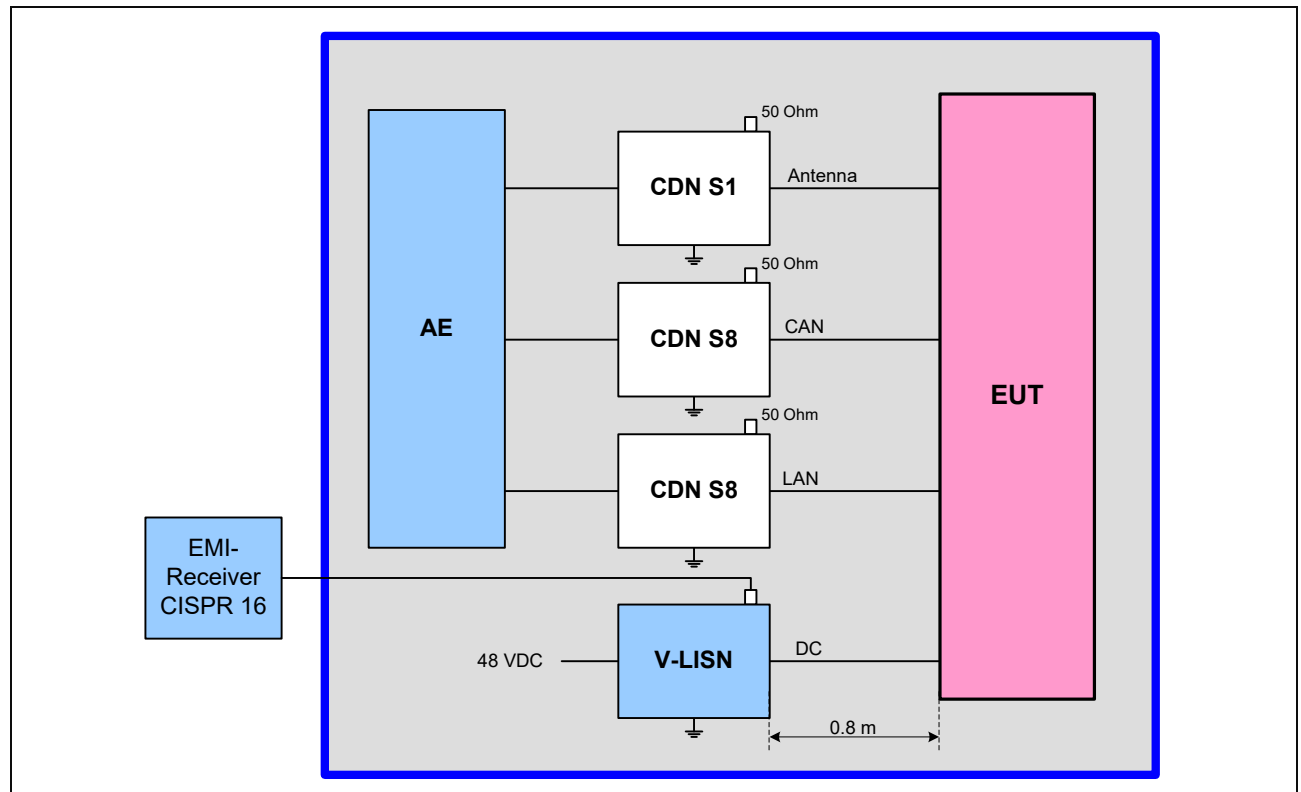 50 Ohm
CDN S1
Antenna
50 Ohm
AE
CDN S8
CAN
EUT
50 Ohm
CDN S8
LAN
EMI-
Receiver
CISPR 16
48 VDC
V-LISN
DC
0.8 m